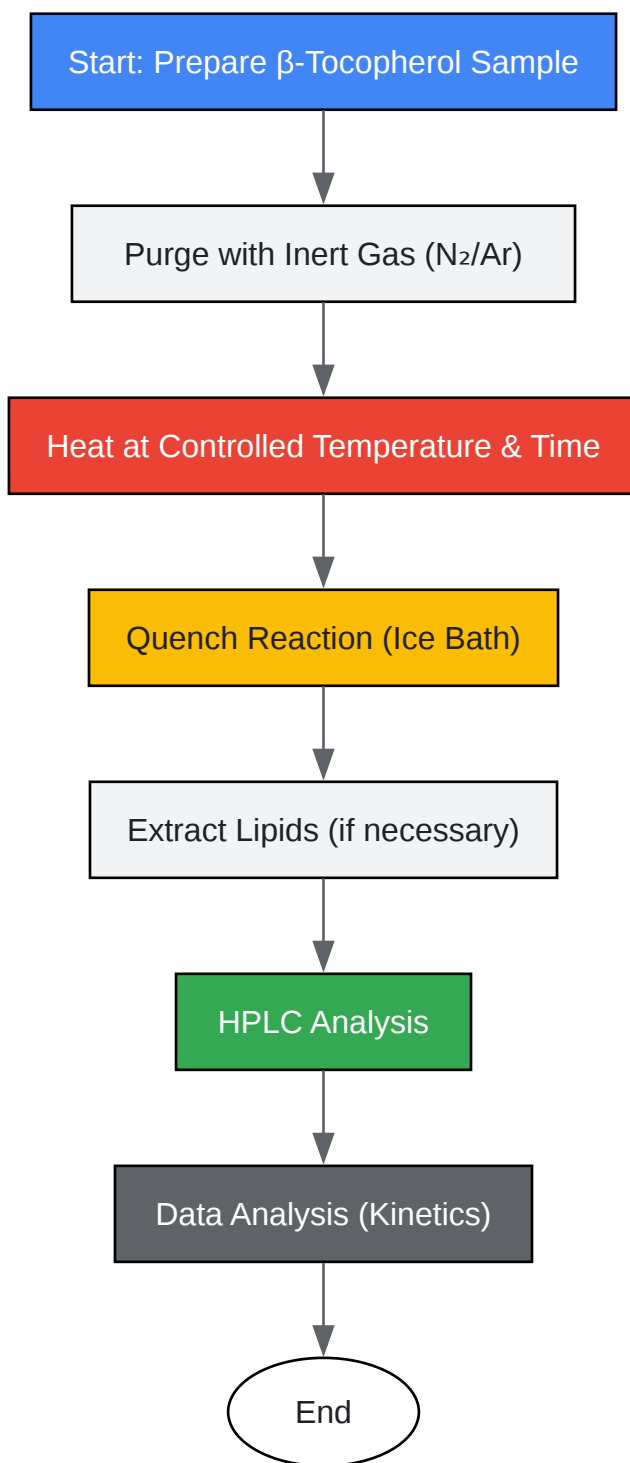 Start: Prepare β-Tocopherol Sample
Purge with Inert Gas (N₂/Ar)
Heat at Controlled Temperature & Time
Quench Reaction (Ice Bath)
Extract Lipids (if necessary)
HPLC Analysis
Data Analysis (Kinetics)
End